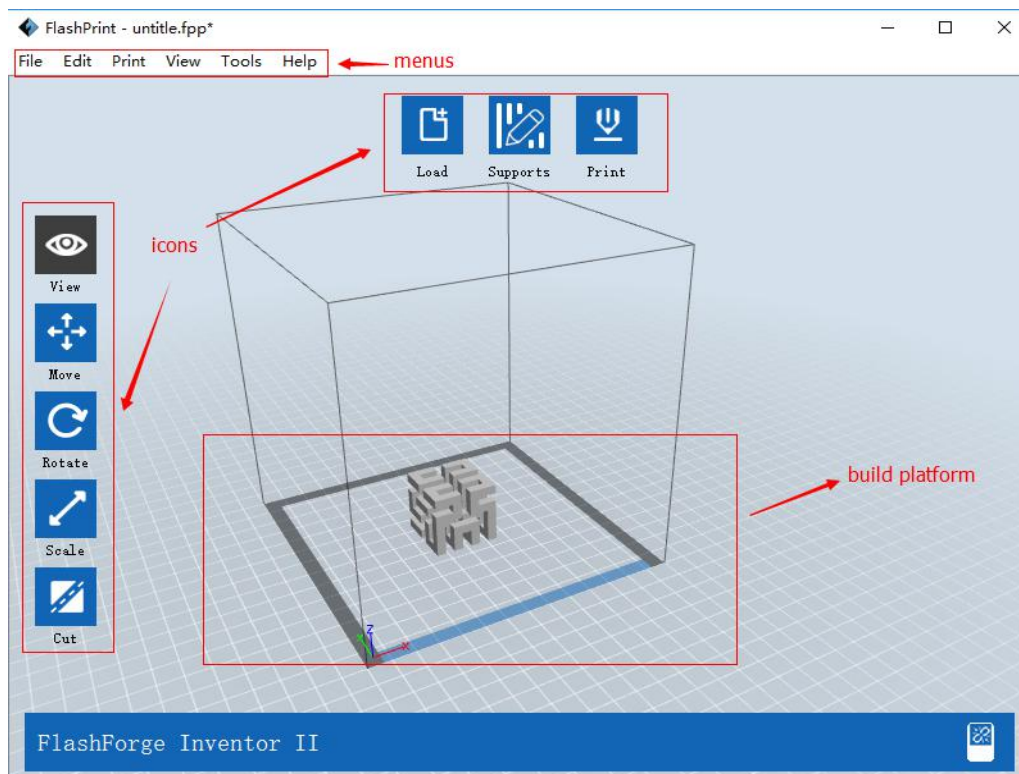 FlashPrint - untitle.fpp*
File Edit Print View Tools Help
menus
Load Supports Print
icons
View
Move
Rotate
Scale
Cut
build platform
Z
X
FlashForge Inventor II